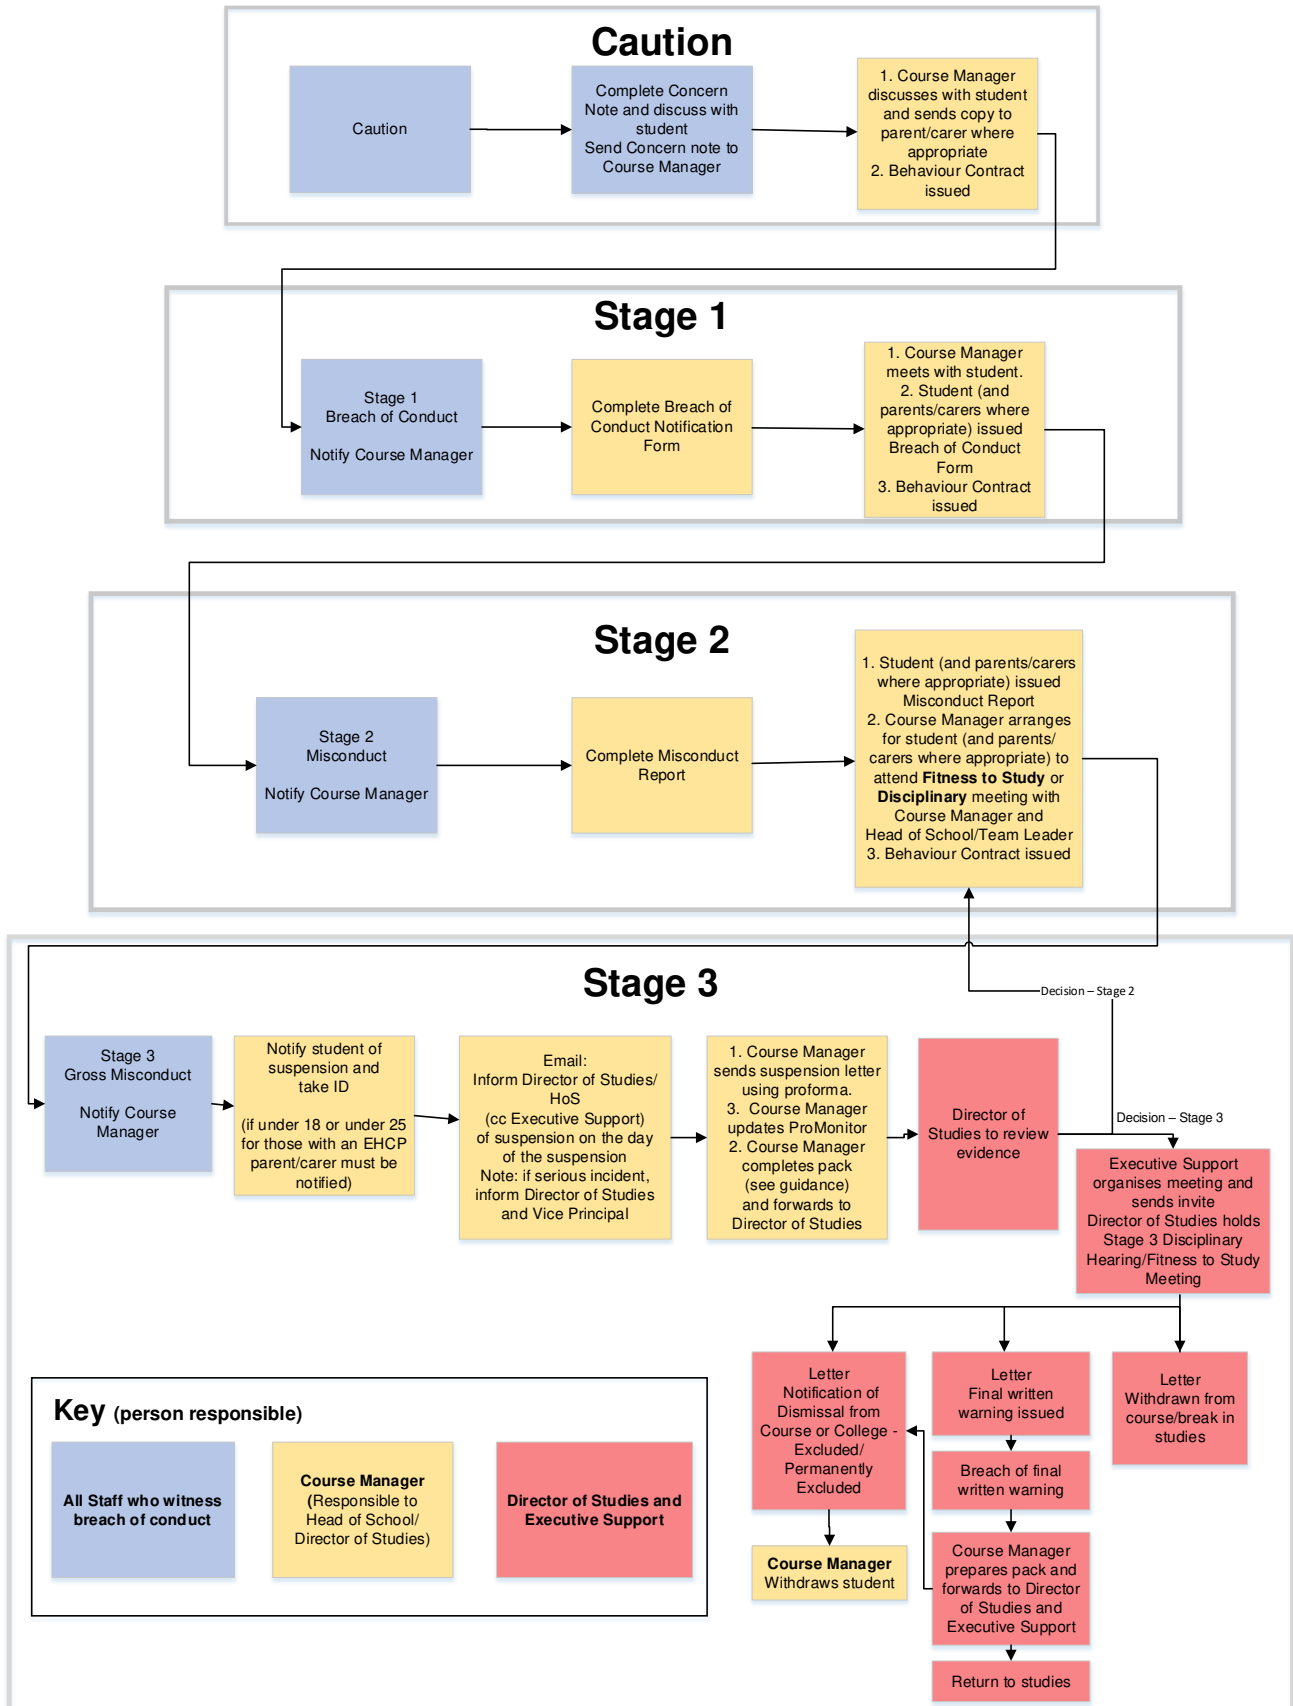 Caution
Caution
Complete Concern
Note and discuss with
student
Send Concern note to
Course Manager
1. Course Manager
discusses with student
and sends copy to
parent/carer where
appropriate
2. Behaviour Contract
issued
Stage 1
Stage 1
Breach of Conduct
Notify Course Manager
Complete Breach of
Conduct Notification
Form
1. Course Manager
meets with student.
2. Student (and
parents/carers where
appropriate) issued
Breach of Conduct
Form
3. Behaviour Contract
issued
Stage 2
Stage 2
Misconduct
Notify Course Manager
Complete Misconduct
Report
1. Student (and parents/carers
where appropriate) issued
Misconduct Report
2. Course Manager arranges
for student (and parents/
carers where appropriate) to
attend Fitness to Study or
Disciplinary meeting with
Course Manager and
Head of School/Team Leader
3. Behaviour Contract issued
Stage 3
Decision – Stage 2
Stage 3
Gross Misconduct
Notify Course
Manager
Notify student of
suspension and
take ID
(if under 18 or under 25
for those with an EHCP
parent/carer must be
notified)
Email:
Inform Director of Studies/
HoS
(cc Executive Support)
of suspension on the day
of the suspension
Note: if serious incident,
inform Director of Studies
and Vice Principal
1. Course Manager
sends suspension letter
using proforma.
3. Course Manager
updates ProMonitor
2. Course Manager
completes pack
(see guidance)
and forwards to
Director of Studies
Director of
Studies to review
evidence
Decision – Stage 3
Executive Support
organises meeting and
sends invite
Director of Studies holds
Stage 3 Disciplinary
Hearing/Fitness to Study
Meeting
Letter
Notification of
Dismissal from
Course or College -
Excluded/
Permanently
Excluded
Letter
Final written
warning issued
Letter
Withdrawn from
course/break in
studies
Breach of final
written warning
Course Manager
Withdraws student
Course Manager
prepares pack and
forwards to Director
of Studies and
Executive Support
Return to studies
Key (person responsible)
All Staff who witness
breach of conduct
Course Manager
(Responsible to
Head of School/
Director of Studies)
Director of Studies and
Executive Support